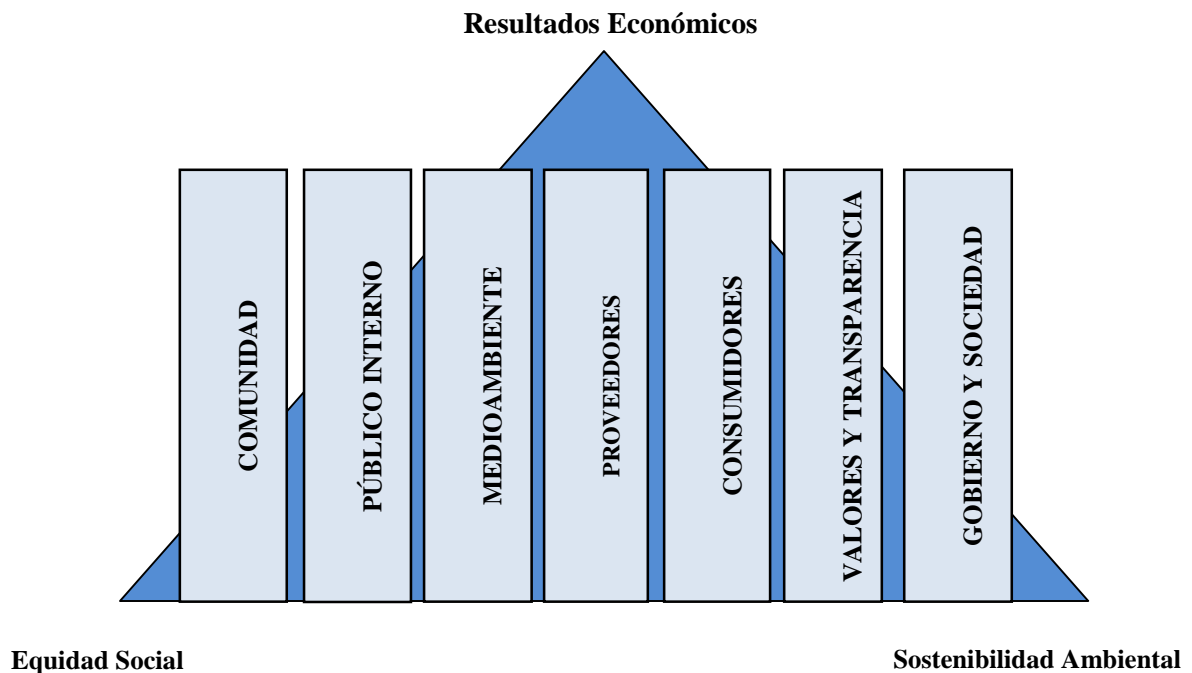 Resultados Económicos
COMUNIDAD
PÚBLICO INTERNO
MEDIOAMBIENTE
PROVEEDORES
CONSUMIDORES
VALORES Y TRANSPARENCIA
GOBIERNO Y SOCIEDAD
Equidad Social
Sostenibilidad Ambiental